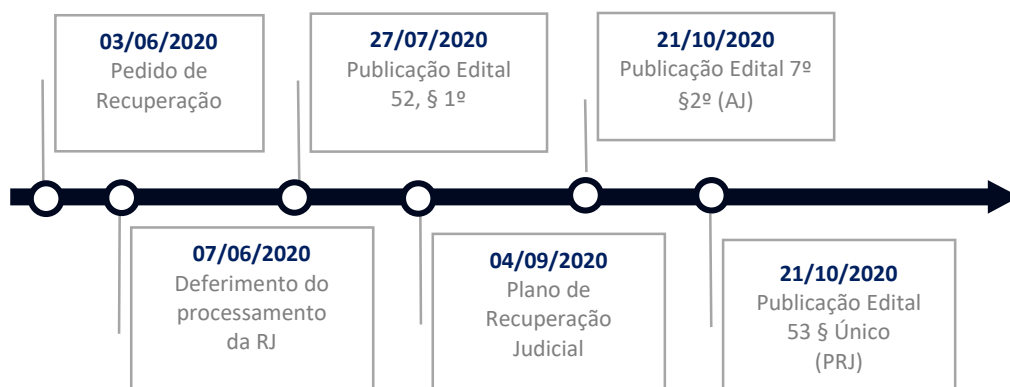 03/06/2020
Pedido de
Recuperação
27/07/2020
Publicação Edital
52, § 1º
21/10/2020
Publicação Edital 7º
§2º (AJ)
07/06/2020
Deferimento do
processamento
da RJ
04/09/2020
Plano de
Recuperação
Judicial
21/10/2020
Publicação Edital
53 § Único
(PRJ)